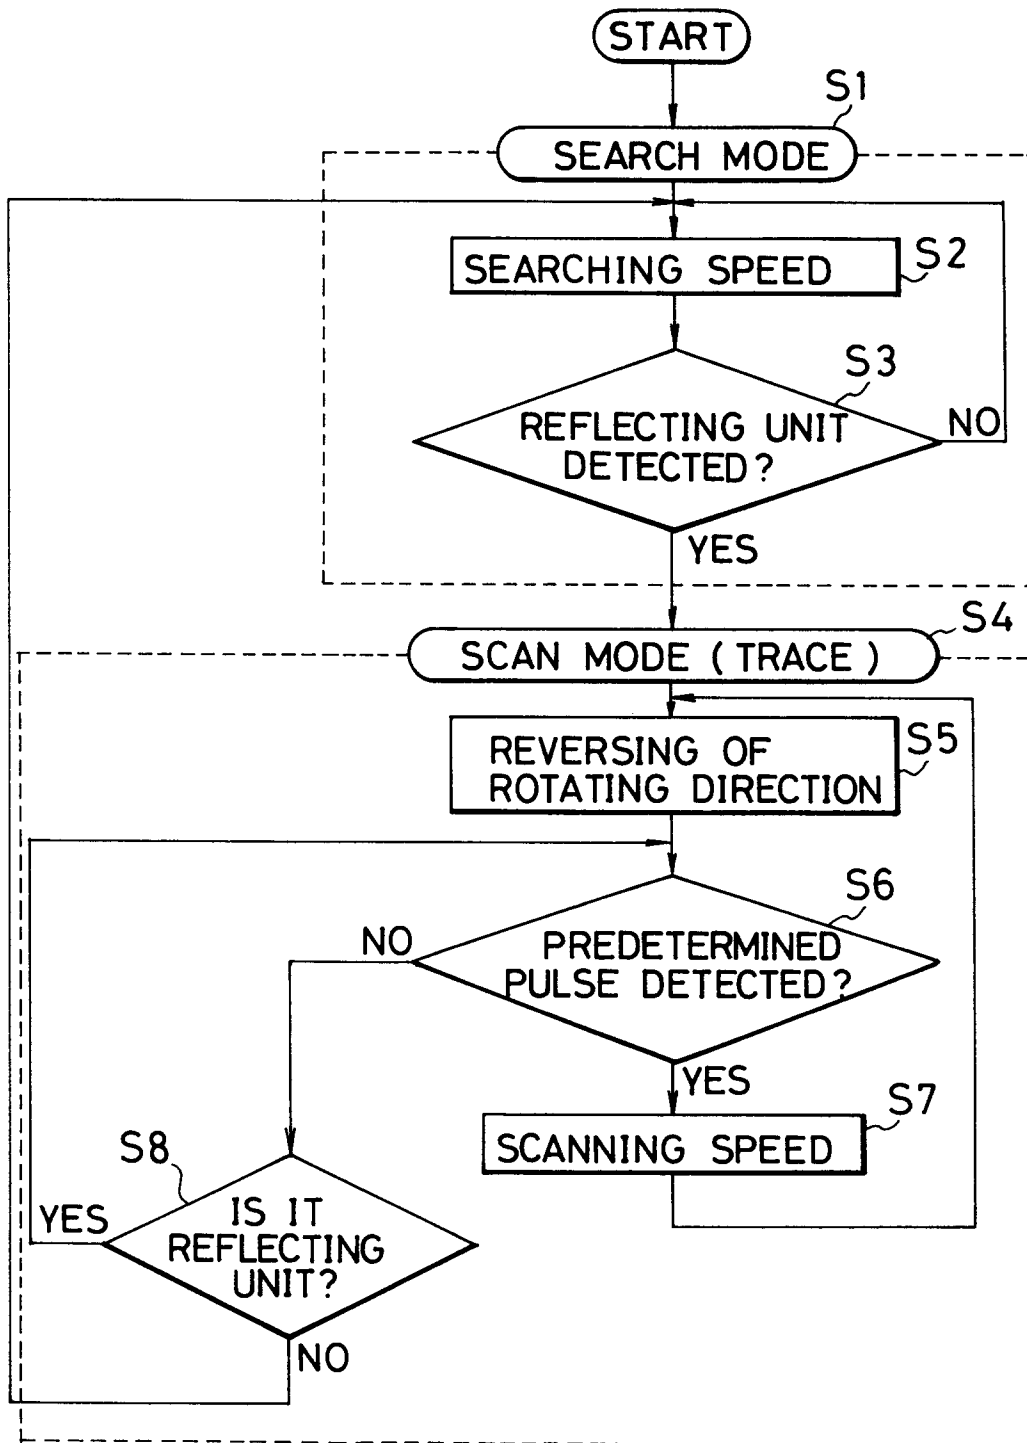 START
S1
SEARCH MODE
S2
SEARCHING SPEED
S3
REFLECTING UNIT
DETECTED?
NO
YES
S4
SCAN MODE (TRACE)
S5
REVERSING OF
ROTATING DIRECTION
S6
NO
PREDETERMINED
PULSE DETECTED?
YES
S7
SCANNING SPEED
S8
YES
IS IT
REFLECTING
UNIT?
NO